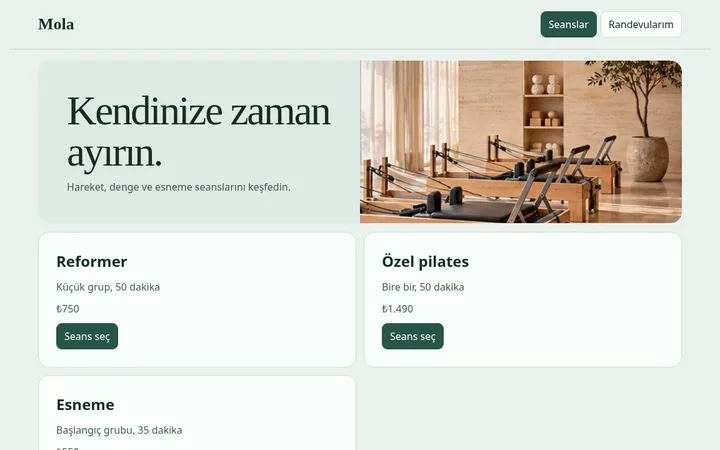 Mola
Seanslar
Randevularım
Kendinize zaman
ayırın.
Hareket, denge ve esneme seanslarını keşfedin.
Reformer
Küçük grup, 50 dakika
₺750
Seans seç
Özel pilates
Bire bir, 50 dakika
₺1.490
Seans seç
Esneme
Başlangıç grubu, 35 dakika